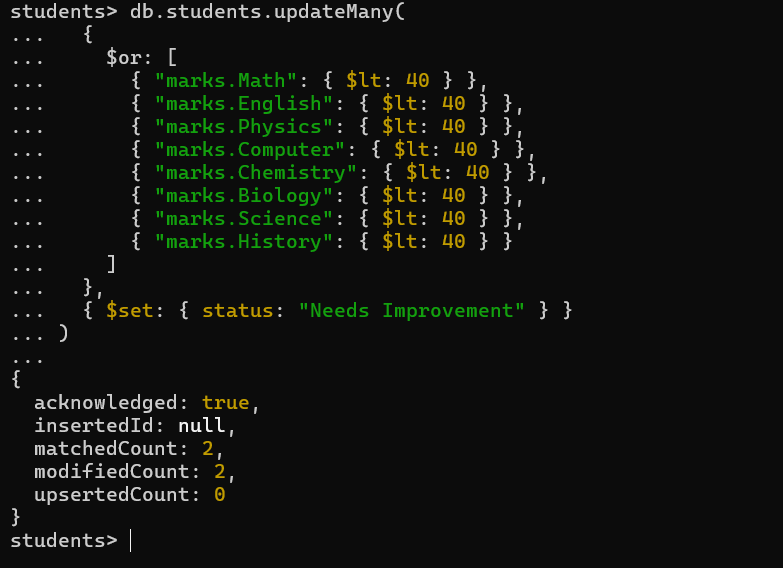 students> db.students.updateMany(
...   {
...     $or: [
...       { "marks.Math": { $lt: 40 } },
...       { "marks.English": { $lt: 40 } },
...       { "marks.Physics": { $lt: 40 } },
...       { "marks.Computer": { $lt: 40 } },
...       { "marks.Chemistry": { $lt: 40 } },
...       { "marks.Biology": { $lt: 40 } },
...       { "marks.Science": { $lt: 40 } },
...       { "marks.History": { $lt: 40 } }
...     ]
...   },
...   { $set: { status: "Needs Improvement" } }
... )
...
{
  acknowledged: true,
  insertedId: null,
  matchedCount: 2,
  modifiedCount: 2,
  upsertedCount: 0
}
students>